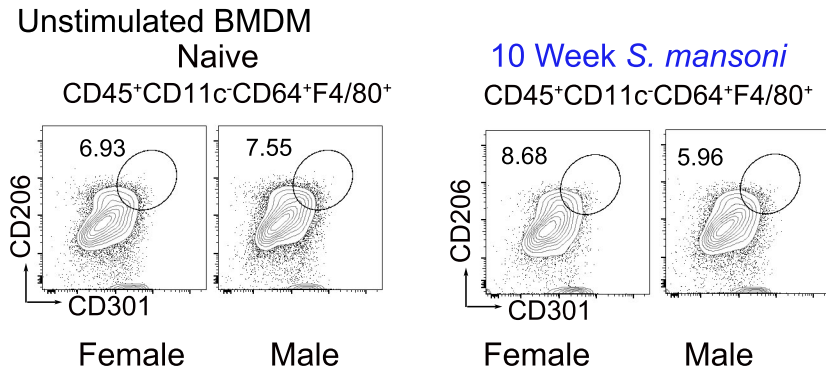 Unstimulated BMDM
Naive
10 Week S. mansoni
CD45⁺CD11c⁻CD64⁺F4/80⁺
CD45⁺CD11c⁻CD64⁺F4/80⁺
6.93
7.55
8.68
5.96
CD206
CD206
CD301
CD301
Female
Male
Female
Male